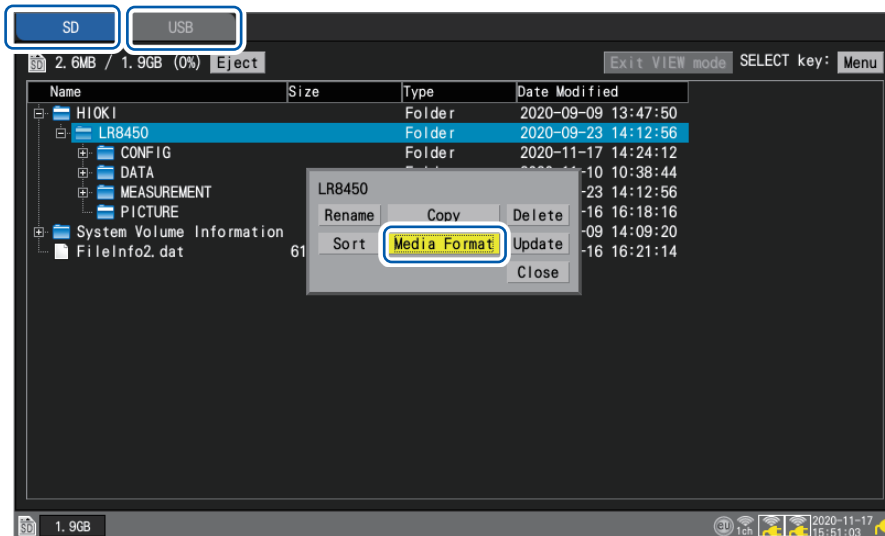 SD USB
SD 2.6MB / 1.9GB (0%) Eject Exit VIEW mode SELECT key: Menu
Name Size Type Date Modified
HIOKI Folder 2020-09-09 13:47:50
LR8450 Folder 2020-09-23 14:12:56
CONFIG Folder 2020-11-17 14:24:12
DATA -10 10:38:44
MEASUREMENT -23 14:12:56
PICTURE -16 16:18:16
System Volume Information -09 14:09:20
FileInfo2.dat 61 -16 16:21:14
LR8450
Rename Copy Delete
Sort Media Format Update
Close
SD 1.9GB eu 1ch 2020-11-17
15:51:03